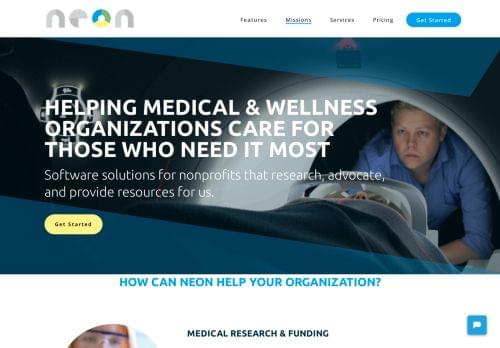 neon
Features Missions Services Pricing Get Started
HELPING MEDICAL & WELLNESS
ORGANIZATIONS CARE FOR
THOSE WHO NEED IT MOST
Software solutions for nonprofits that research, advocate,
and provide resources for us.
Get Started
HOW CAN NEON HELP YOUR ORGANIZATION?
MEDICAL RESEARCH & FUNDING